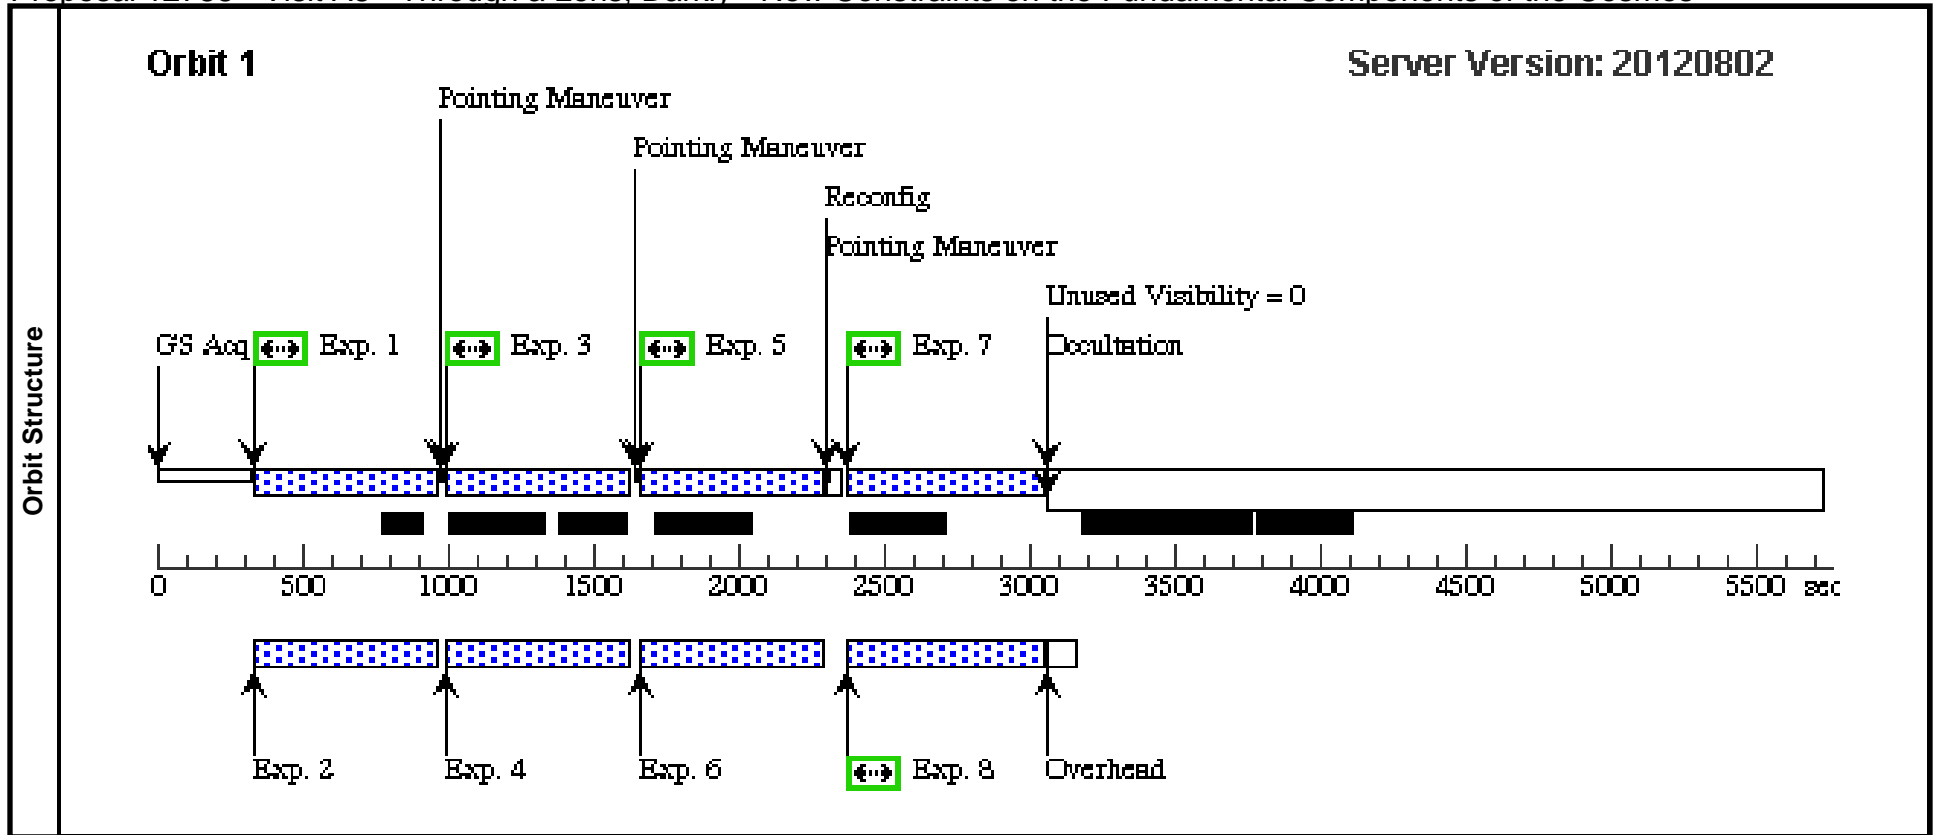 Orbit 1
Server Version: 20120802
Pointing Maneuver
Pointing Maneuver
Reconfig
Pointing Maneuver
Unused Visibility = 0
GS Acq
Exp. 1
Exp. 3
Exp. 5
Exp. 7
Occultation
Orbit Structure
0 500 1000 1500 2000 2500 3000 3500 4000 4500 5000 5500 sec
Exp. 2
Exp. 4
Exp. 6
Exp. 8
Overhead